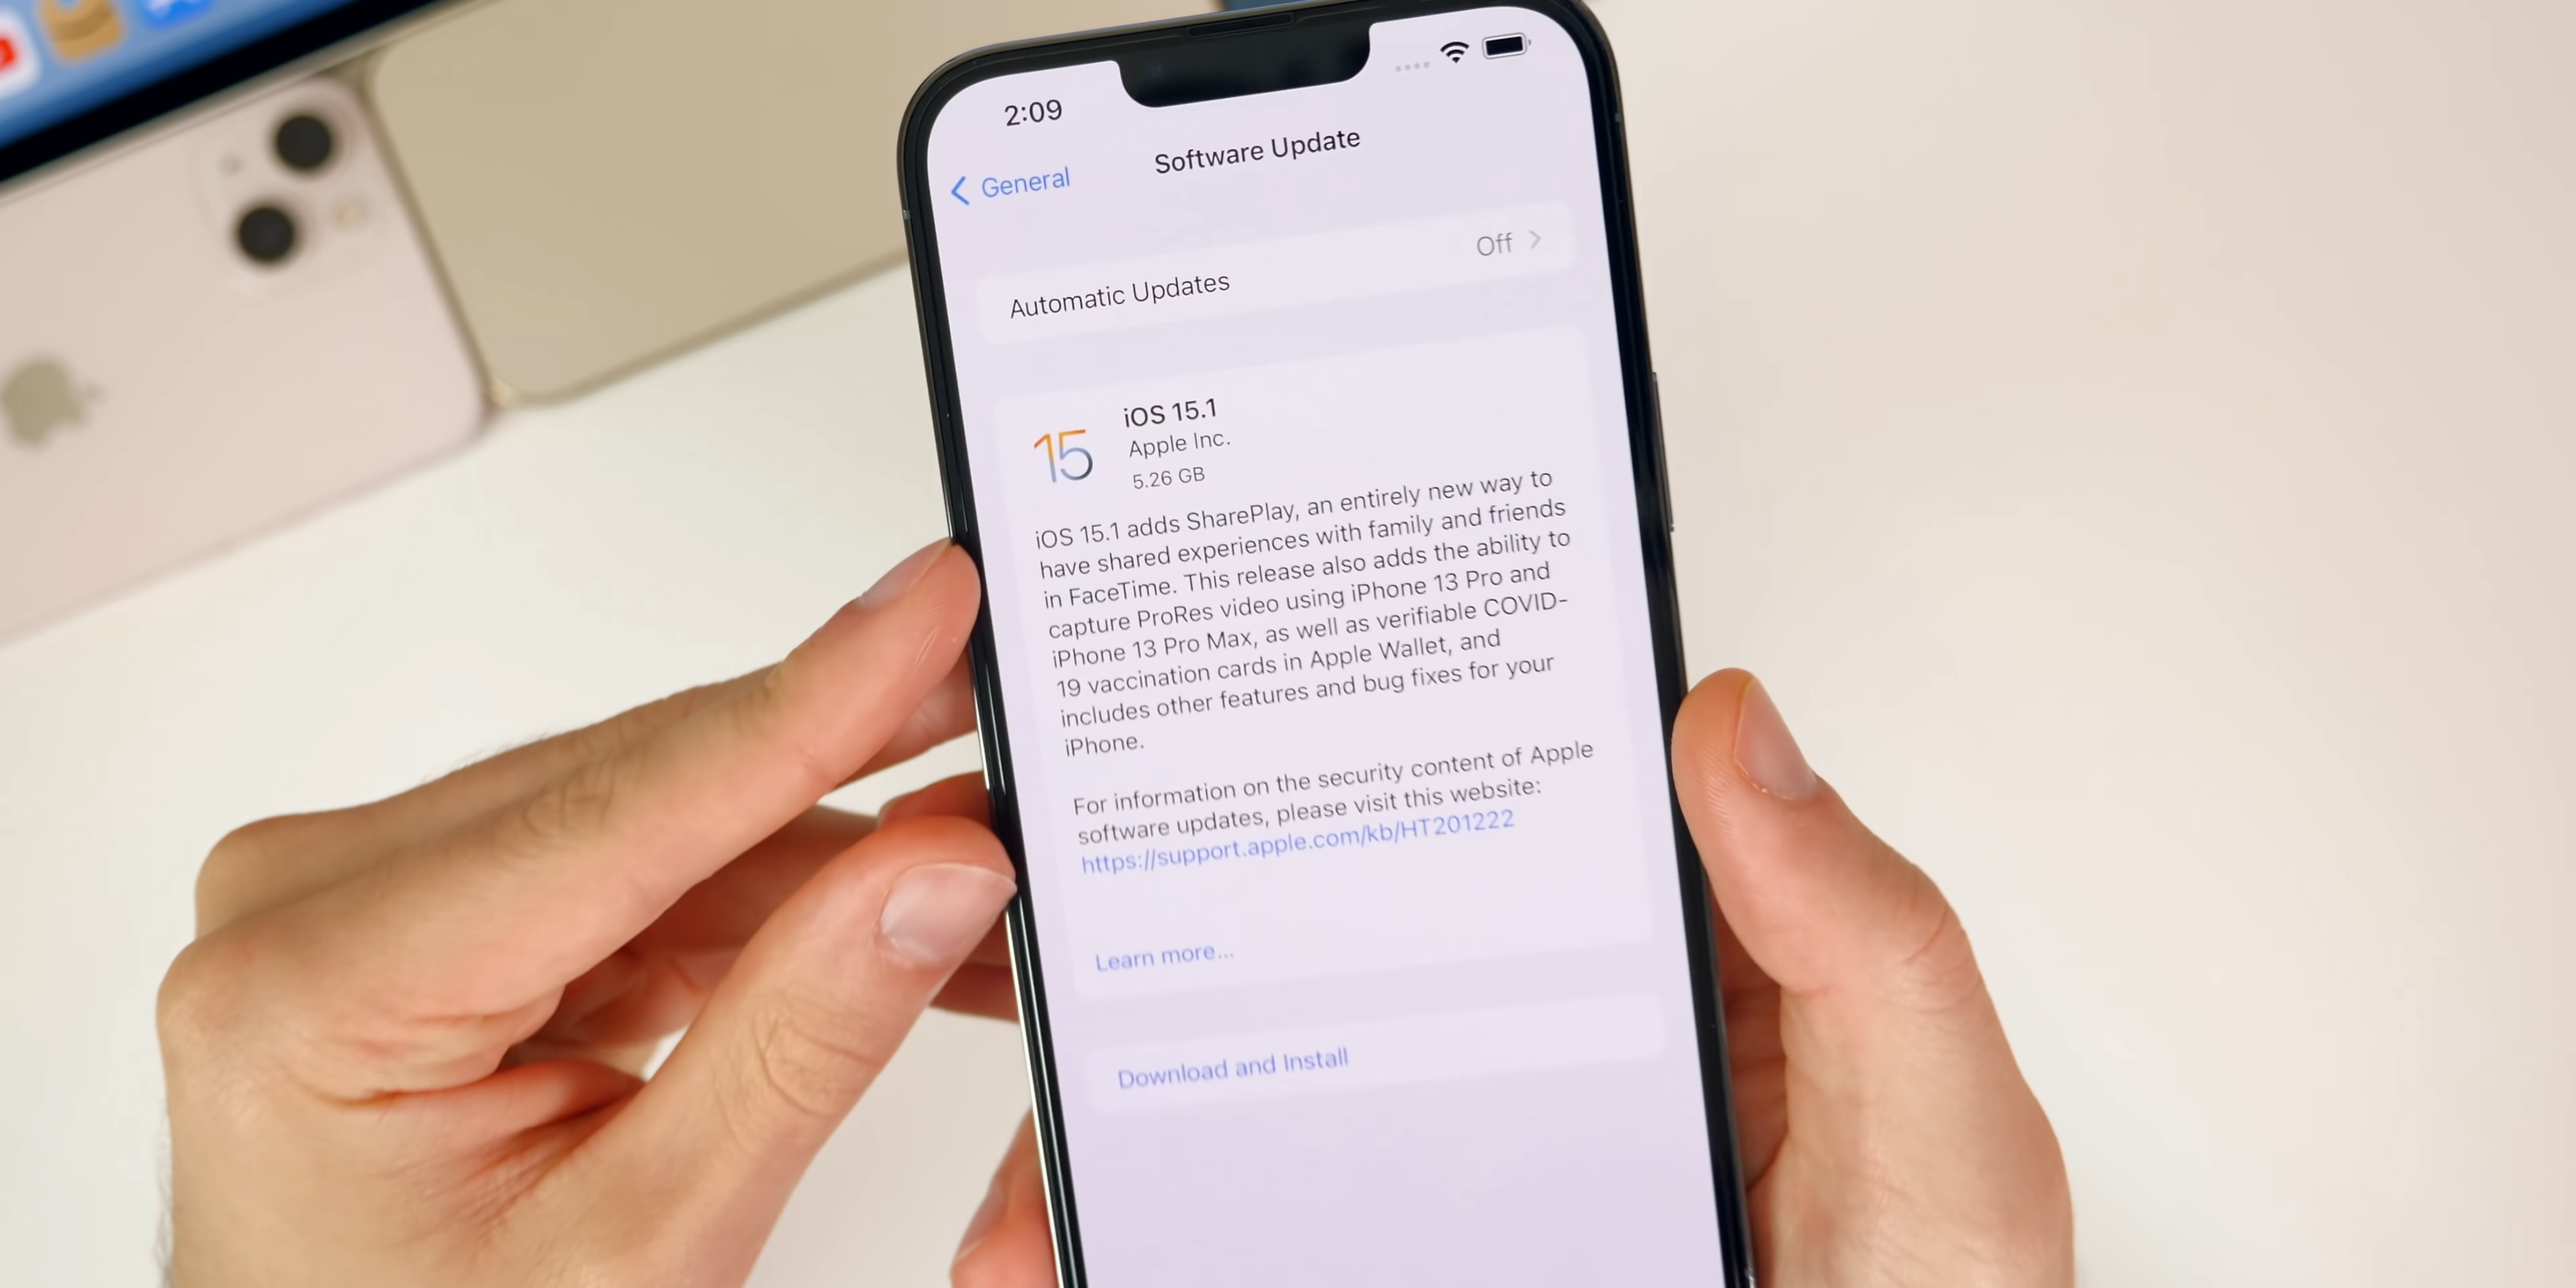 2:09
General
Software Update
Automatic Updates
Off
15
iOS 15.1
Apple Inc.
5.26 GB
iOS 15.1 adds SharePlay, an entirely new way to
have shared experiences with family and friends
in FaceTime. This release also adds the ability to
capture ProRes video using iPhone 13 Pro and
iPhone 13 Pro Max, as well as verifiable COVID-
19 vaccination cards in Apple Wallet, and
includes other features and bug fixes for your
iPhone.
For information on the security content of Apple
software updates, please visit this website:
https://support.apple.com/kb/HT201222
Learn more...
Download and Install